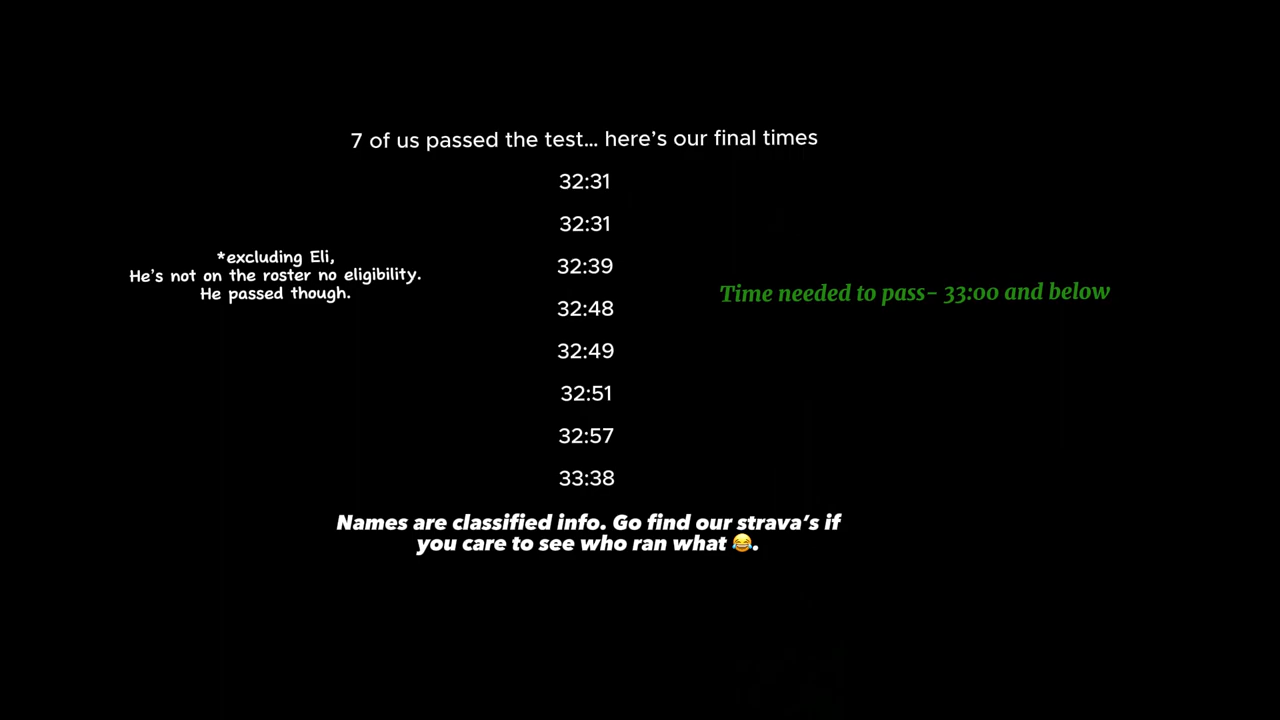 7 of us passed the test... here's our final times
32:31
32:31
*excluding Eli,
He's not on the roster no eligibility.
He passed though.
32:39
32:48
32:49
32:51
32:57
33:38
Time needed to pass- 33:00 and below
Names are classified info. Go find our strava's if
you care to see who ran what 😂.